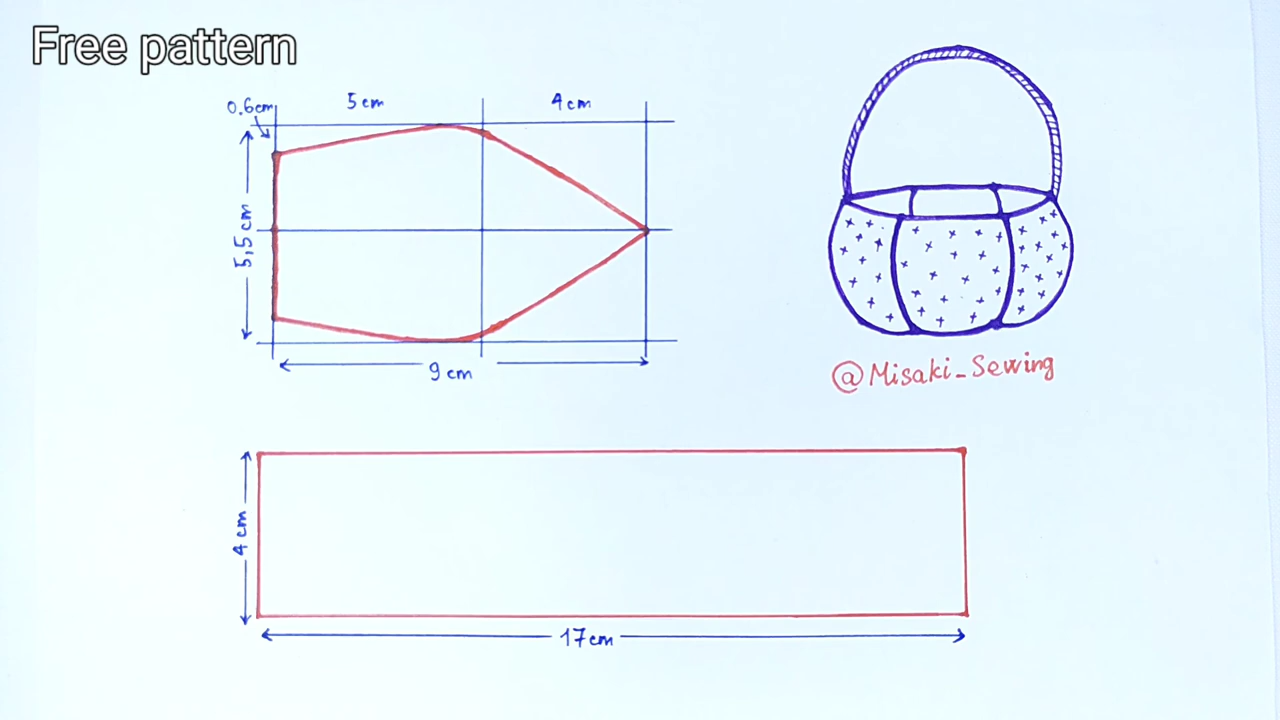 Free pattern
0.6cm
5cm
4cm
5,5cm
9cm
@Misaki_Sewing
4cm
17cm